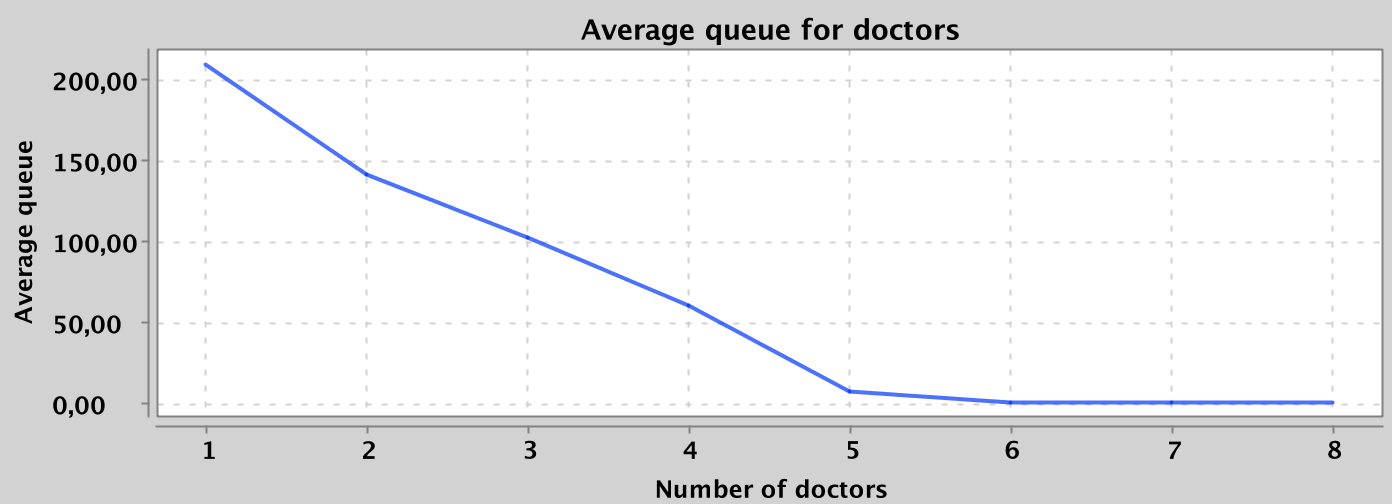 Average queue for doctors
Average queue
200,00
150,00
100,00
50,00
0,00
1 2 3 4 5 6 7 8
Number of doctors